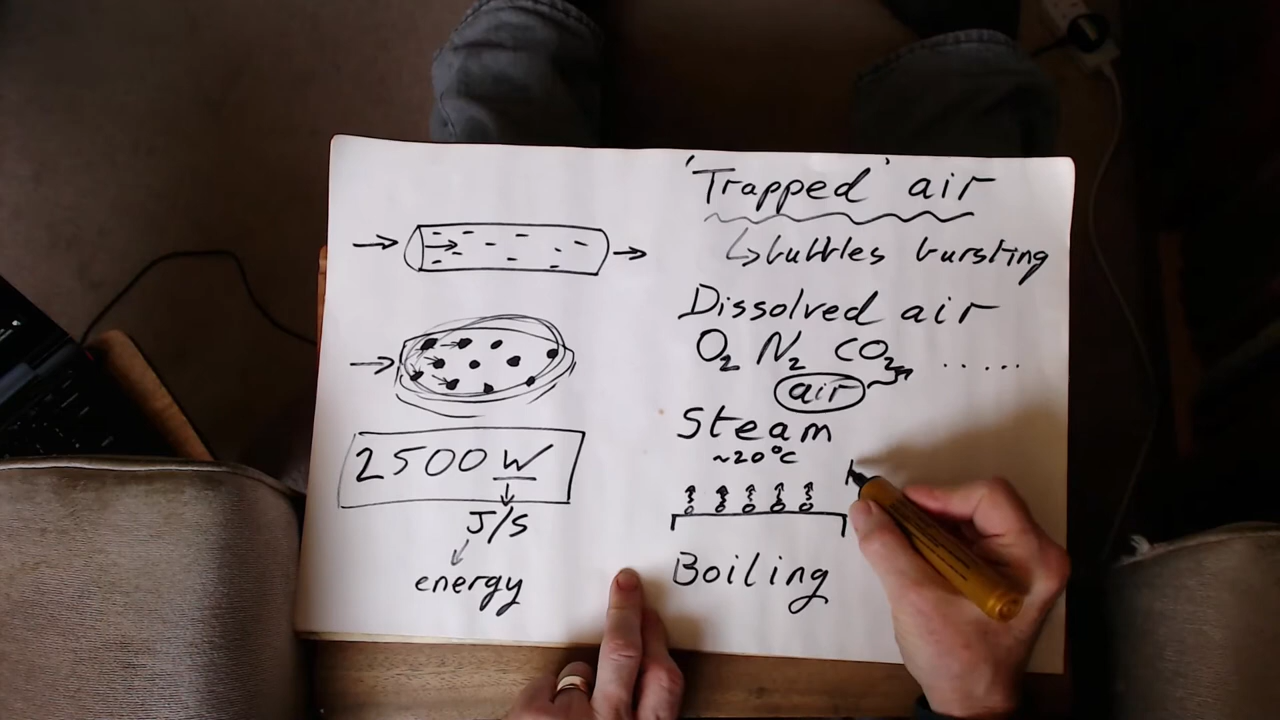 2500 W
J/S
energy
'Trapped' air
bubbles bursting
Dissolved air
O₂ N₂ CO₂ ......
air
Steam
~20°C
Boiling